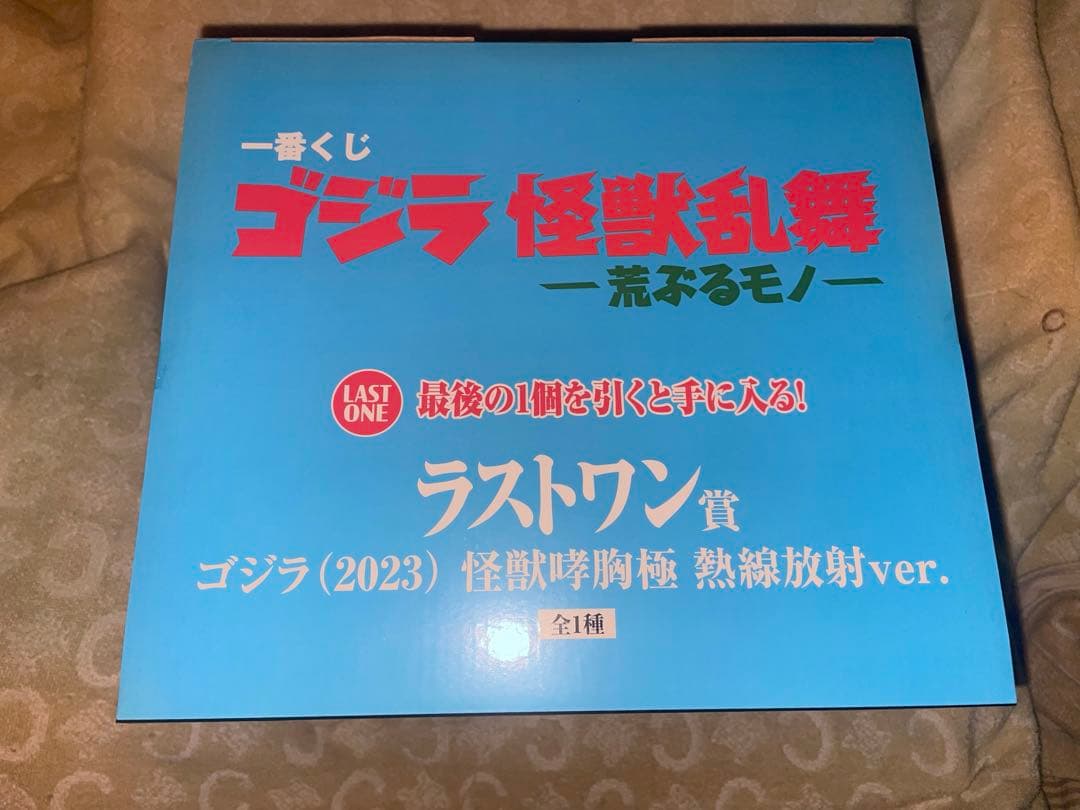 一番くじ
ゴジラ 怪獣乱舞
―荒ぶるモノ―
LAST
ONE
最後の1個を引くと手に入る!
ラストワン賞
ゴジラ(2023) 怪獣哮胸極 熱線放射ver.
全1種